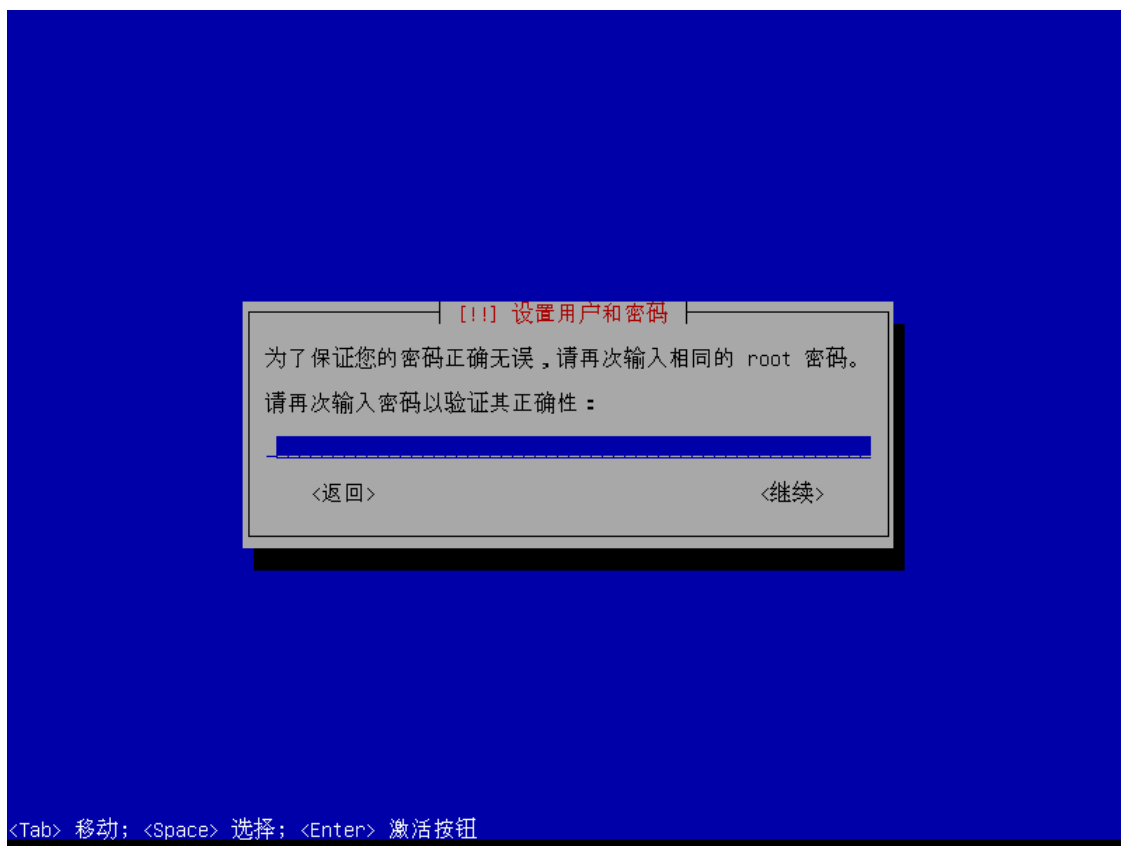 [!!] 设置用户和密码
为了保证您的密码正确无误,请再次输入相同的 root 密码。
请再次输入密码以验证其正确性：
<返回> <继续>
<Tab> 移动; <Space> 选择; <Enter> 激活按钮